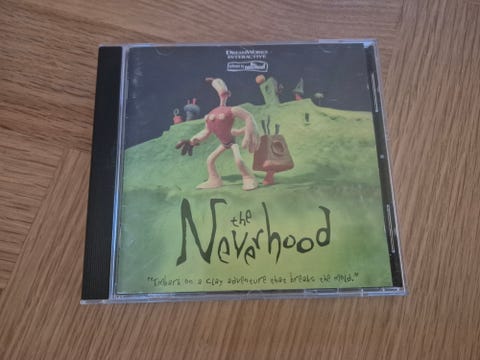 DREAMWORKS
INTERACTIVE
the
Neverhood
"Embark on a clay adventure that breaks the mold."